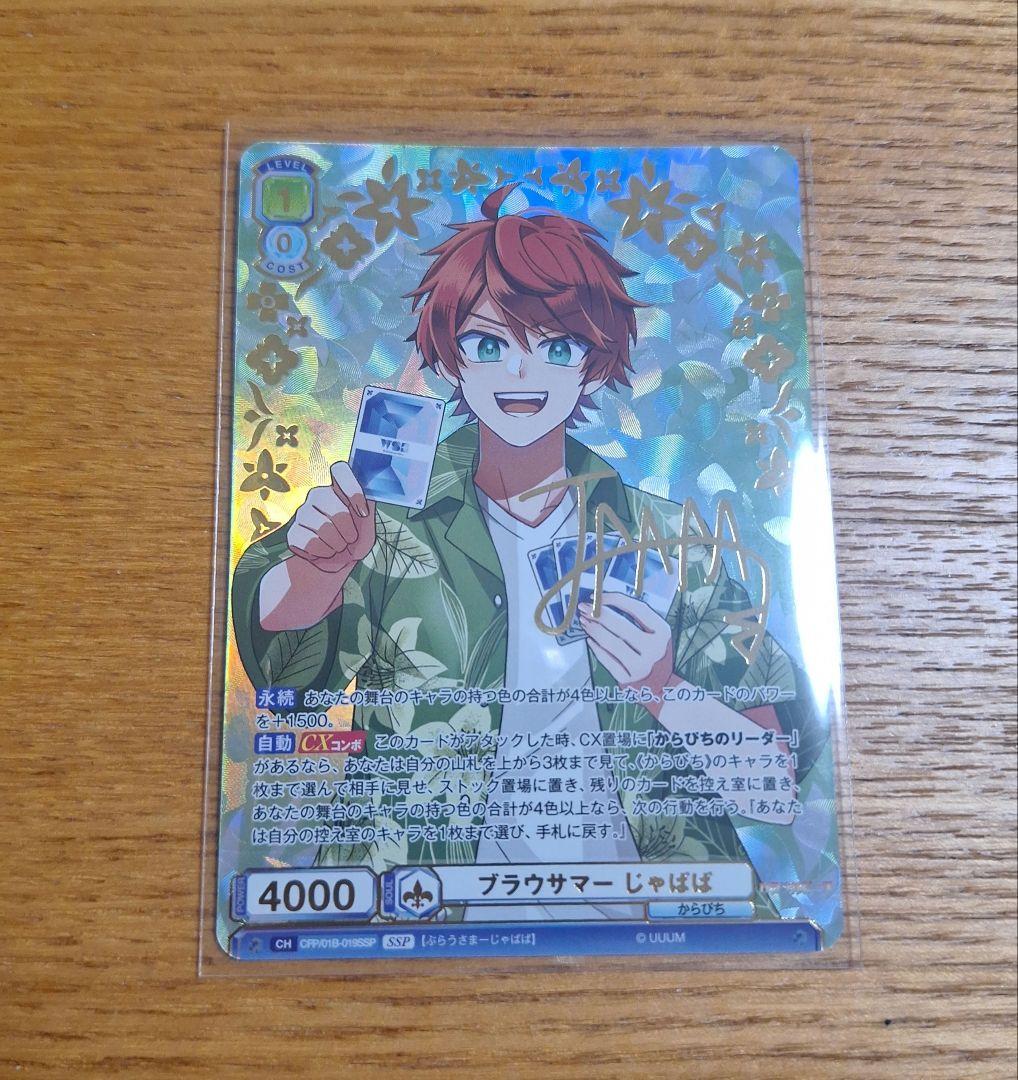 LEVEL
1
0
COST
WSB
永続 あなたの舞台のキャラの持つ色の合計が4色以上なら、このカードのパワー
を+1500。
自動 CXコンボ このカードがアタックした時、CX置場に「からぴちのリーダー」
があるなら、あなたは自分の山札を上から3枚まで見て、《からぴち》のキャラを1
枚まで選んで相手に見せ、ストック置場に置き、残りのカードを控え室に置き、
あなたの舞台のキャラの持つ色の合計が4色以上なら、次の行動を行う。『あなた
は自分の控え室のキャラを1枚まで選び、手札に戻す。』
POWER
4000
SOUL
ブラウサマー じゃぱぱ
からぴち
CH CPP/01B-019SSP SSP 【ぶらうさまーじゃぱぱ】 © UUUM